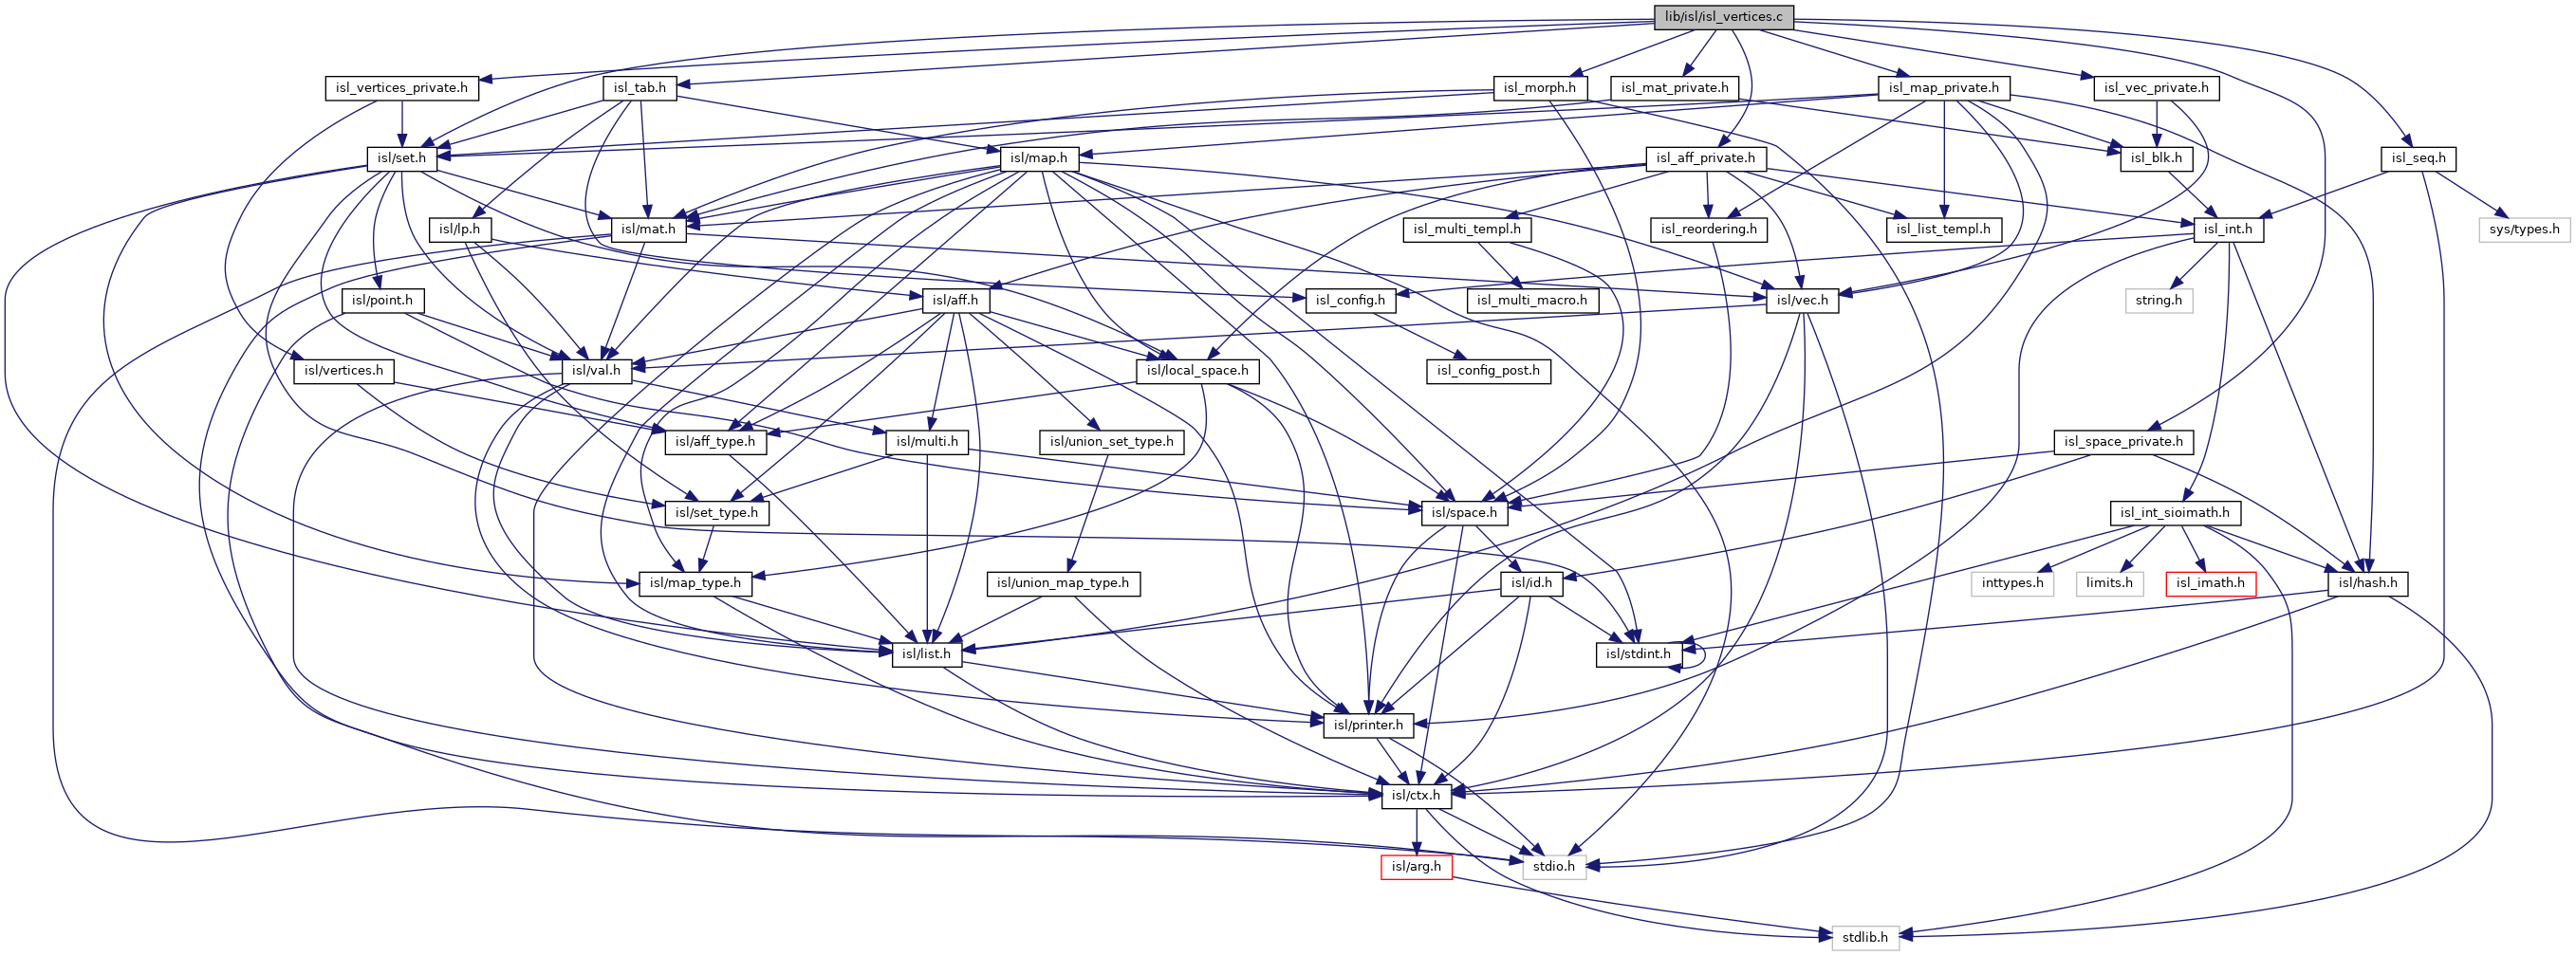 lib/isl/isl_vertices.c
isl_vertices_private.h
isl_tab.h
isl_morph.h
isl_mat_private.h
isl_map_private.h
isl_vec_private.h
isl/set.h
isl/map.h
isl_aff_private.h
isl_blk.h
isl_seq.h
isl/lp.h
isl/mat.h
isl_multi_templ.h
isl_reordering.h
isl_list_templ.h
isl_int.h
sys/types.h
isl/point.h
isl/aff.h
isl_config.h
isl_multi_macro.h
isl/vec.h
string.h
isl/vertices.h
isl/val.h
isl/local_space.h
isl_config_post.h
isl/aff_type.h
isl/multi.h
isl/union_set_type.h
isl_space_private.h
isl/set_type.h
isl/space.h
isl_int_sioimath.h
isl/map_type.h
isl/union_map_type.h
isl/id.h
inttypes.h
limits.h
isl_imath.h
isl/hash.h
isl/list.h
isl/stdint.h
isl/printer.h
isl/ctx.h
isl/arg.h
stdio.h
stdlib.h